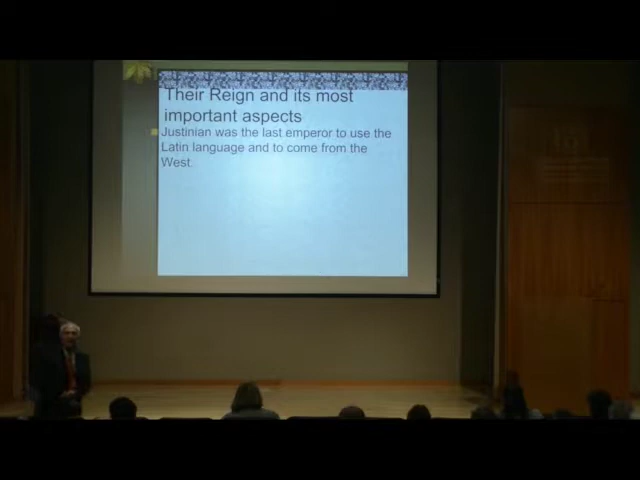 Their Reign and its most
important aspects
Justinian was the last emperor to use the
Latin language and to come from the
West.